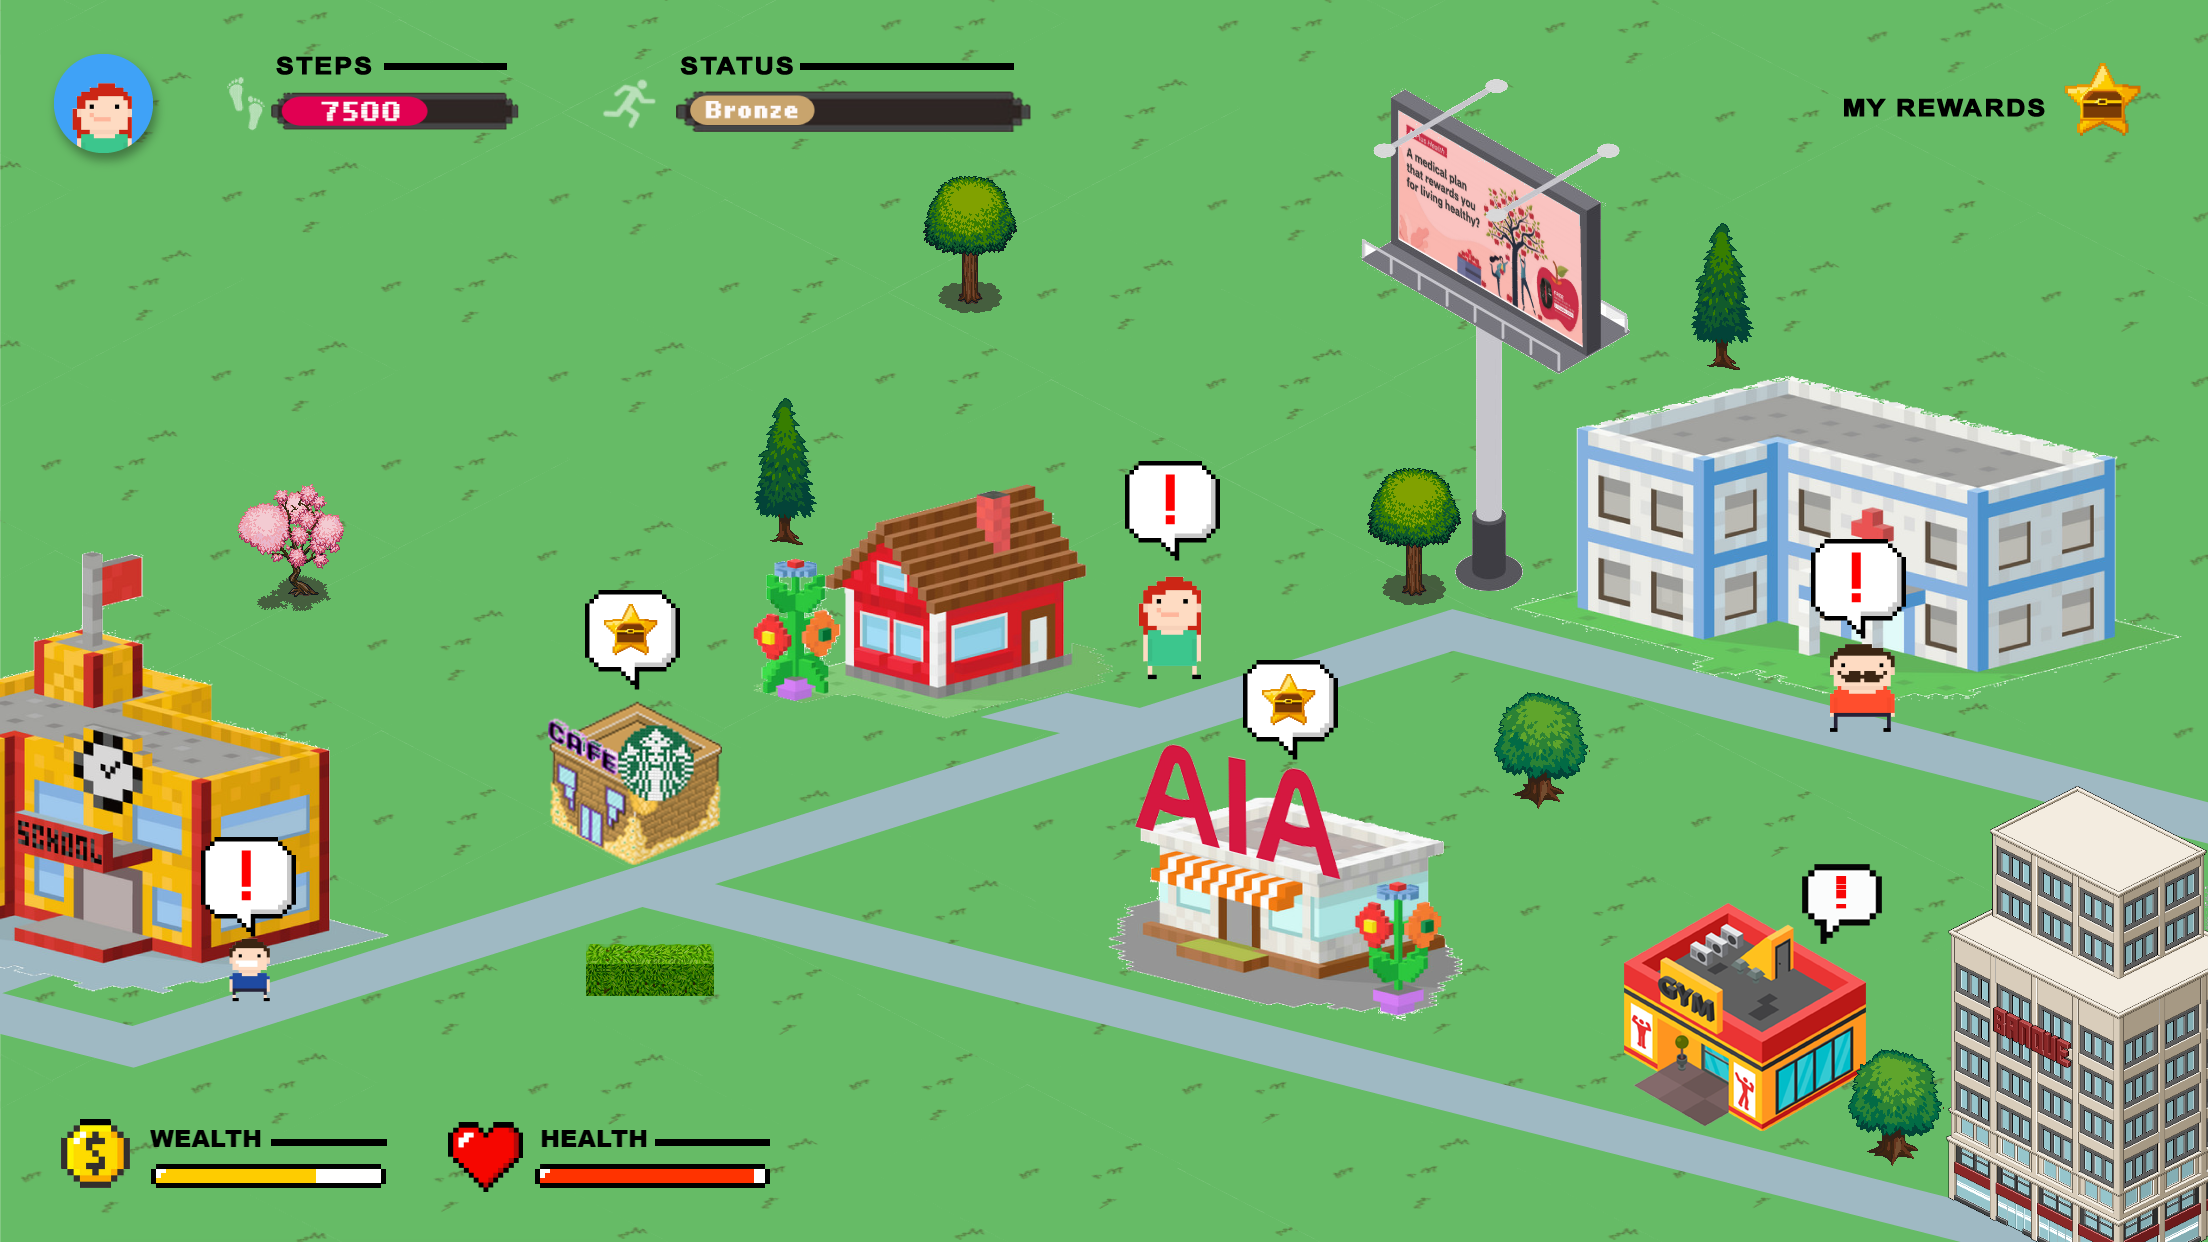 STEPS
7500
STATUS
Bronze
MY REWARDS
A medical plan
that rewards you
for living healthy?
!
!
CAFE
AIA
SCHOOL
!
!
GYM
BANQUE
$
WEALTH
HEALTH